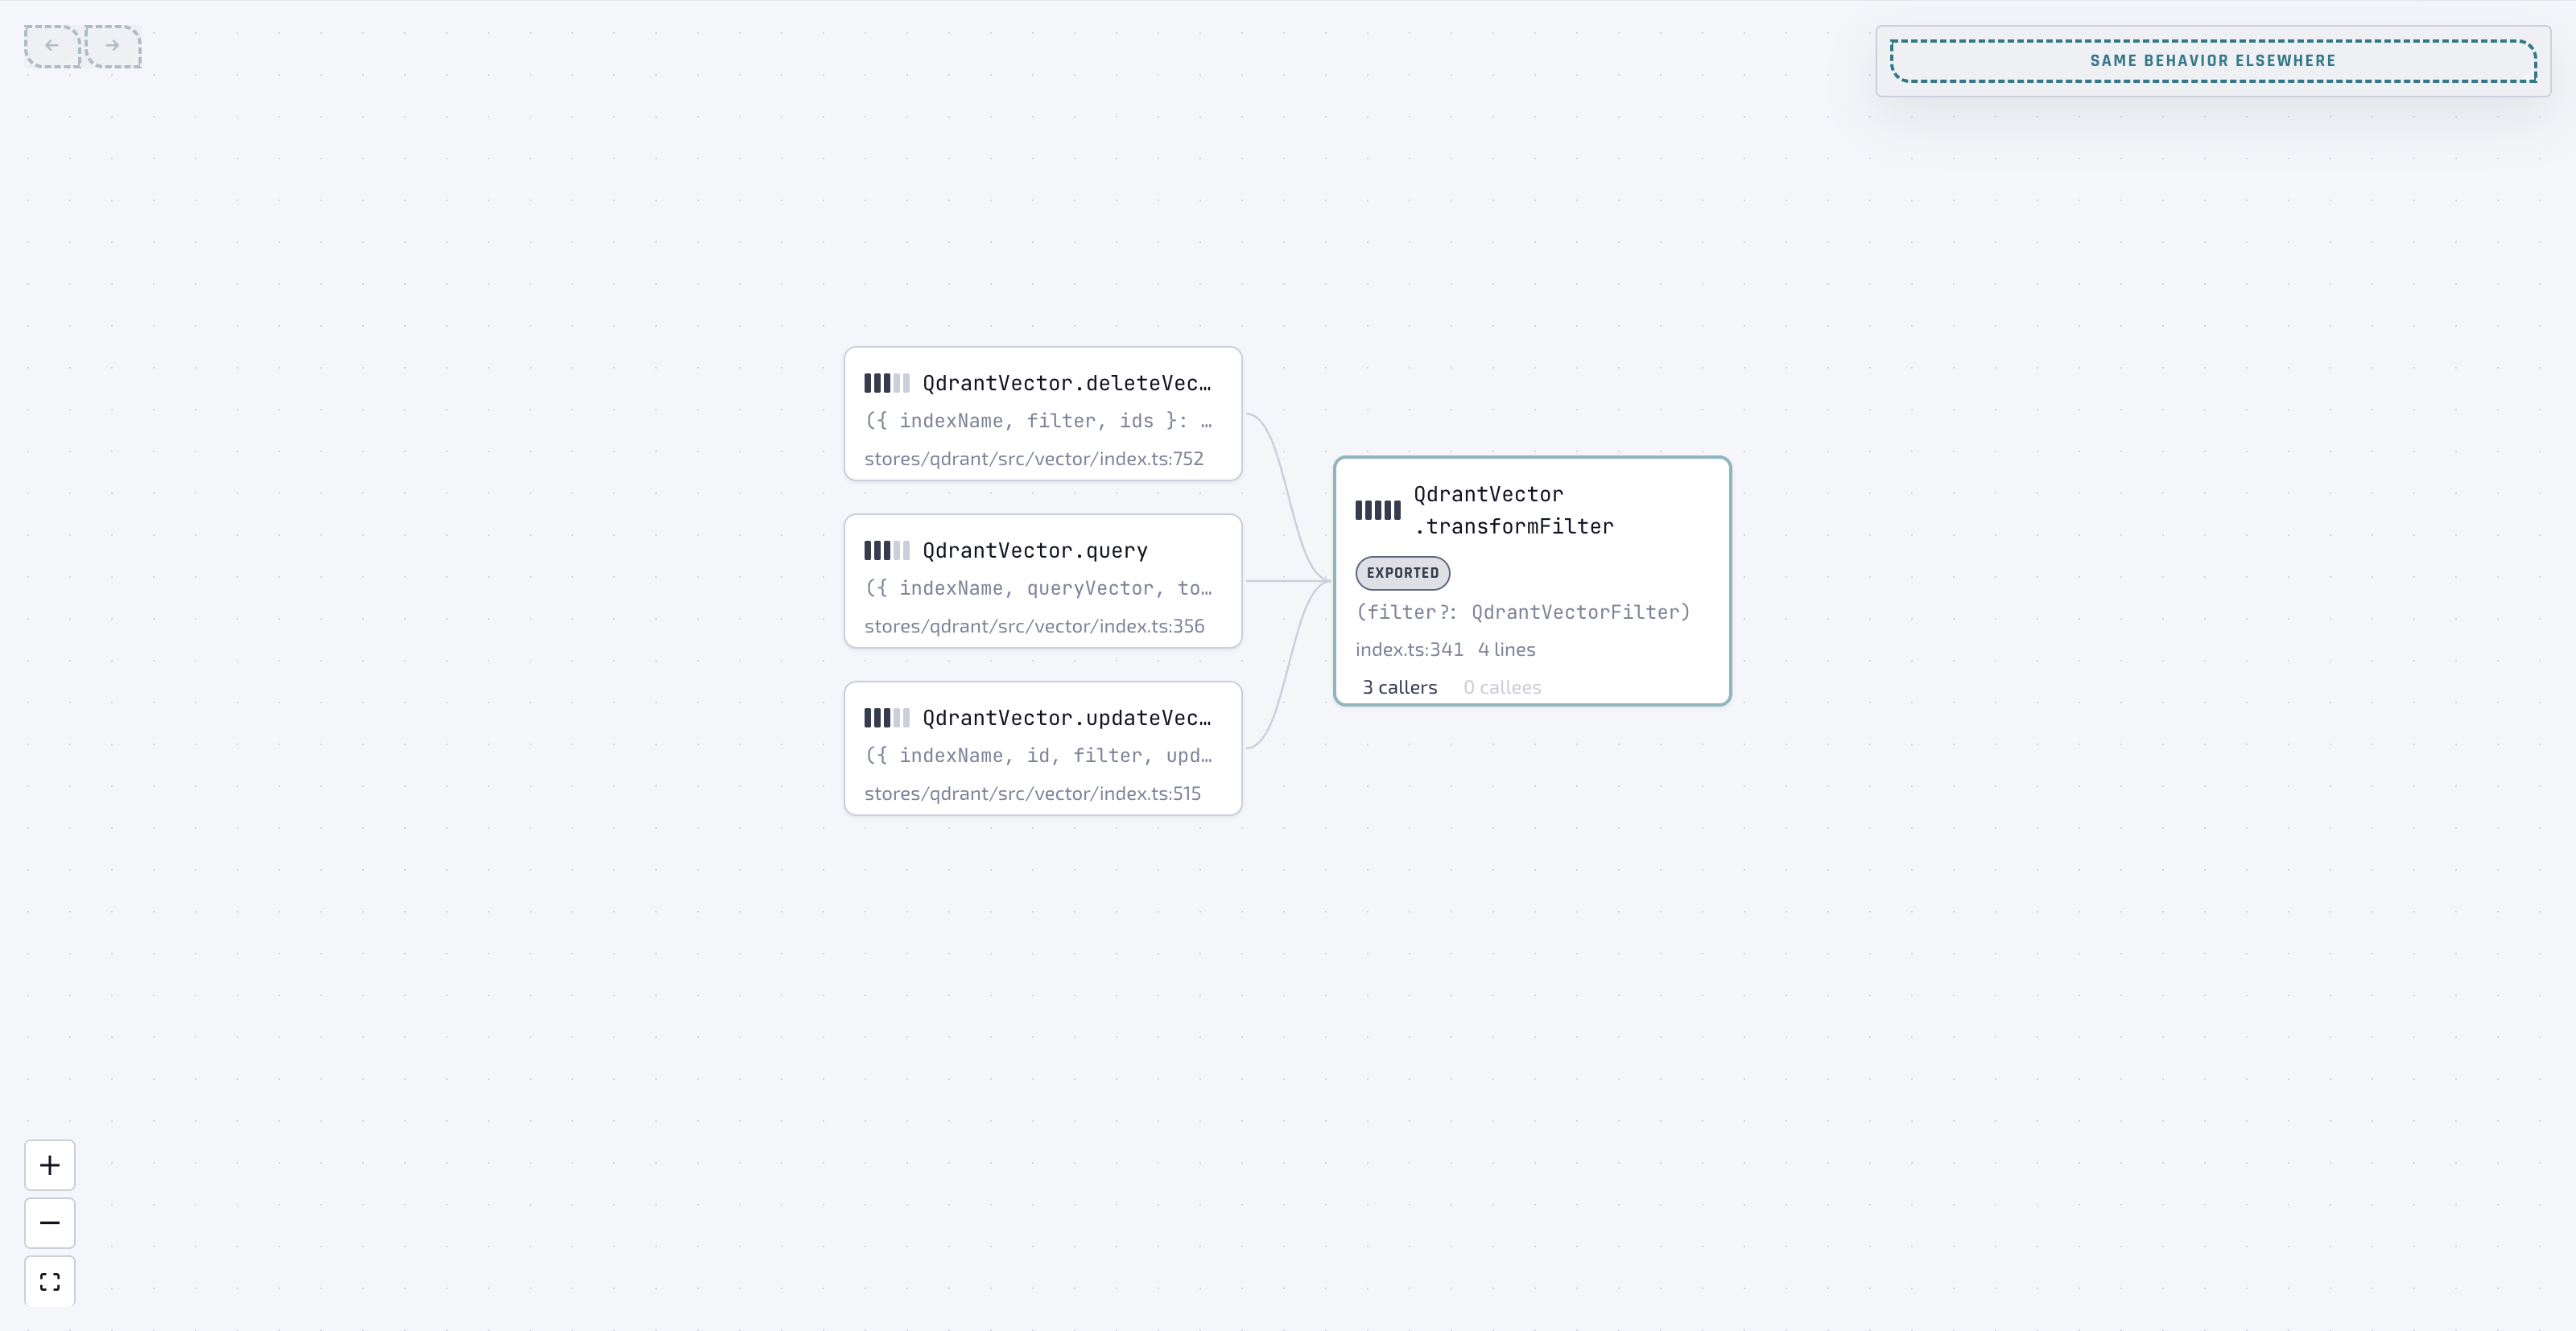 SAME BEHAVIOR ELSEWHERE
QdrantVector.deleteVec…
({ indexName, filter, ids }: …
stores/qdrant/src/vector/index.ts:752
QdrantVector.query
({ indexName, queryVector, to…
stores/qdrant/src/vector/index.ts:356
QdrantVector.updateVec…
({ indexName, id, filter, upd…
stores/qdrant/src/vector/index.ts:515
QdrantVector
.transformFilter
EXPORTED
(filter?: QdrantVectorFilter)
index.ts:341 4 lines
3 callers 0 callees